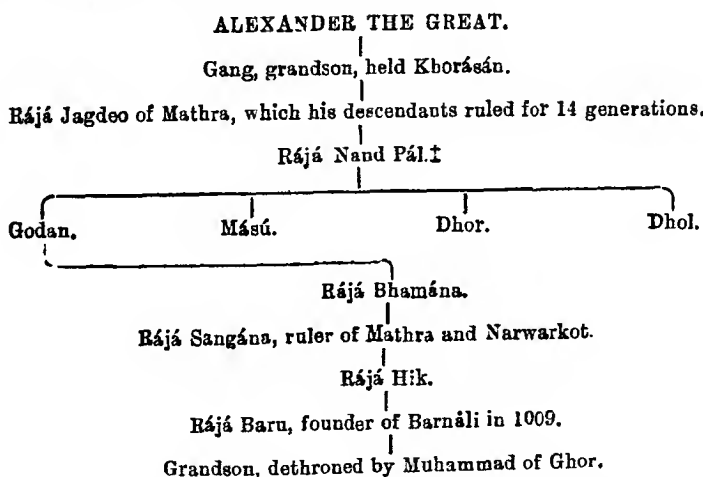 ALEXANDER THE GREAT.
Gang, grandson, held Khorásán.
Rájá Jagdeo of Mathra, which his descendants ruled for 14 generations.
Rájá Nand Pál.‡
Godan. Mású. Dhor. Dhol.
Rájá Bhamána.
Rájá Sangána, ruler of Mathra and Narwarkot.
Rájá Hik.
Rájá Baru, founder of Barnáli in 1009.
Grandson, dethroned by Muhammad of Ghor.